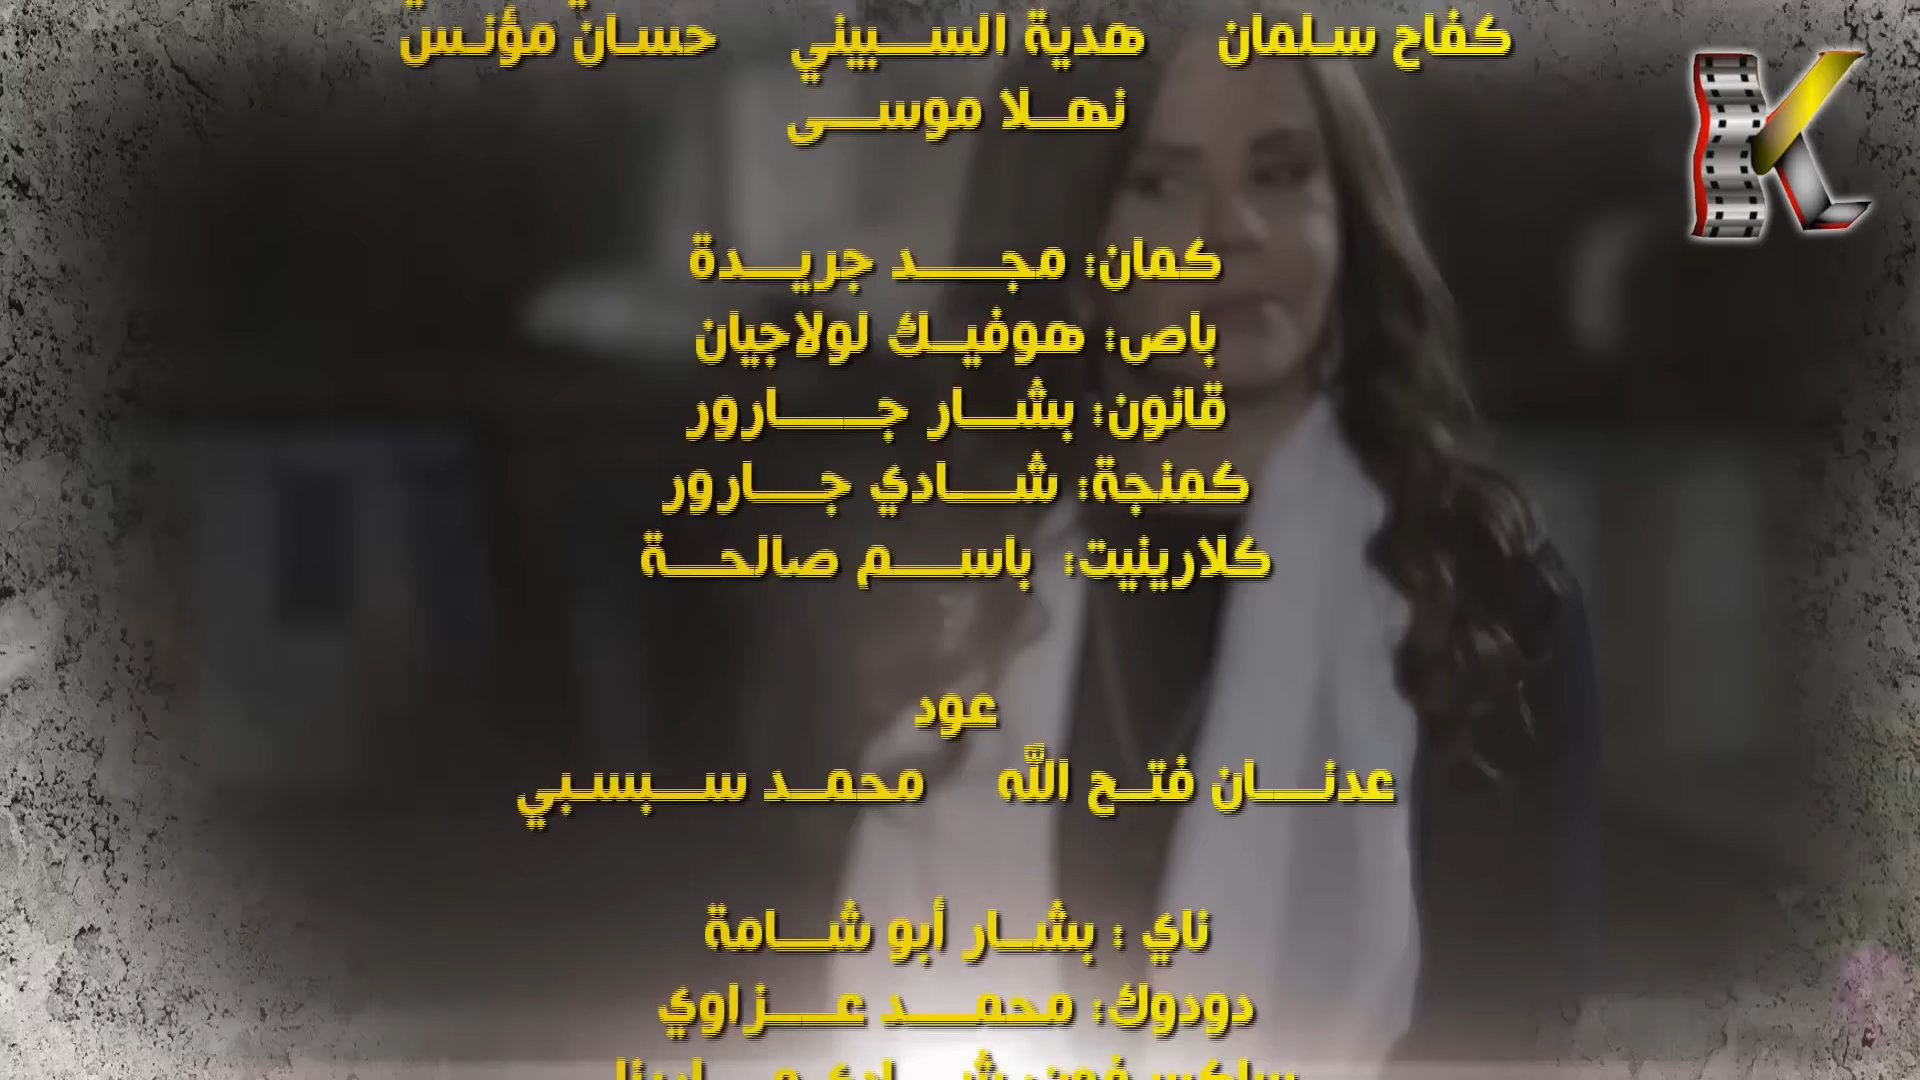 كفاح سلمان هدية السبيني حسان مؤنس
نهلا موسى
كمان: مجد جريدة
باص: هوفيك لولاجيان
قانون: بشار جارور
كمنجة: شادي جارور
كلارينيت: باسم صالحة
عود
عدنان فتح الله محمد سبسبي
ناي : بشار أبو شامة
دودوك: محمد عزاوي